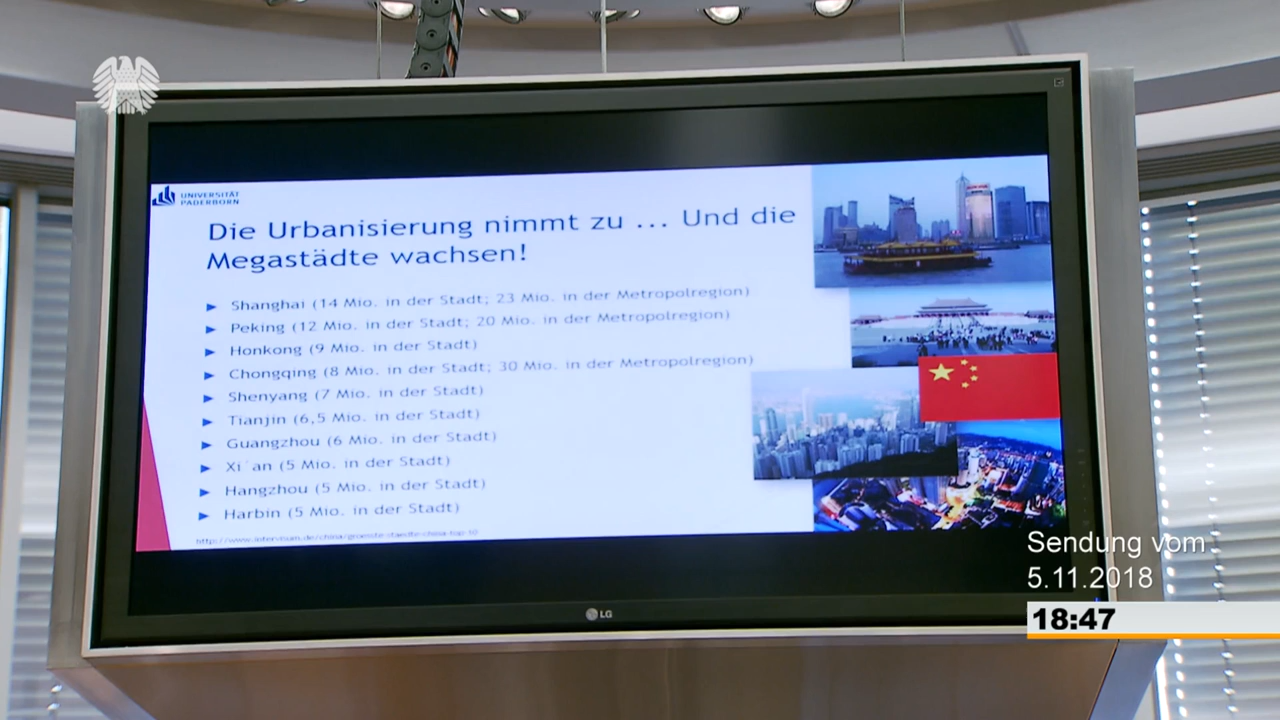 UNIVERSITÄT
PADERBORN
Die Urbanisierung nimmt zu ... Und die
Megastädte wachsen!
► Shanghai (14 Mio. in der Stadt; 23 Mio. in der Metropolregion)
► Peking (12 Mio. in der Stadt; 20 Mio. in der Metropolregion)
► Honkong (9 Mio. in der Stadt)
► Chongqing (8 Mio. in der Stadt; 30 Mio. in der Metropolregion)
► Shenyang (7 Mio. in der Stadt)
► Tianjin (6,5 Mio. in der Stadt)
► Guangzhou (6 Mio. in der Stadt)
► Xi´an (5 Mio. in der Stadt)
► Hangzhou (5 Mio. in der Stadt)
► Harbin (5 Mio. in der Stadt)
LG
Sendung vom
5.11.2018
18:47